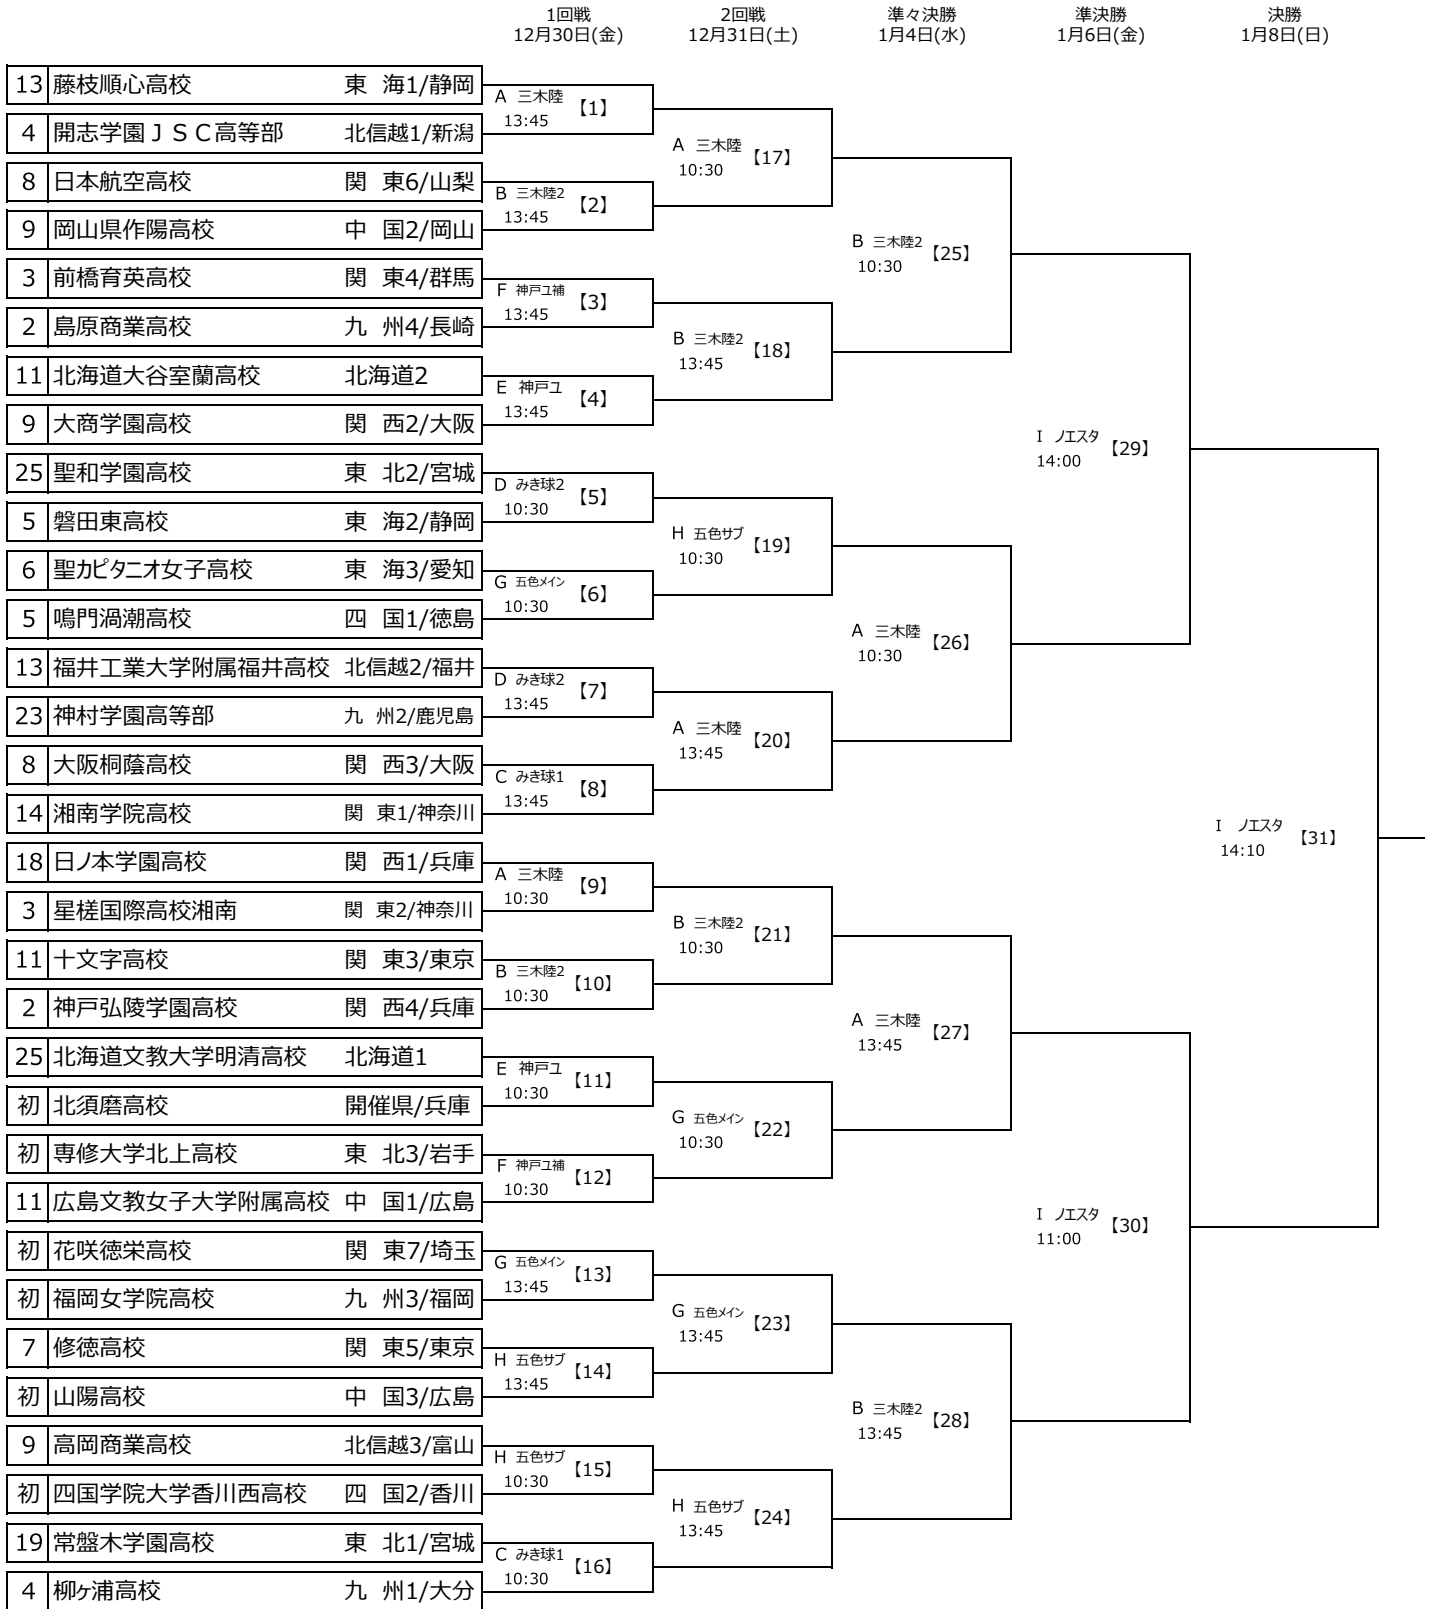 1回戦 2回戦 準々決勝 準決勝 決勝
12月30日(金) 12月31日(土) 1月4日(水) 1月6日(金) 1月8日(日)
13 藤枝順心高校 東 海1/静岡
A 三木陸 【1】
13:45
4 開志学園JSC高等部 北信越1/新潟
A 三木陸 【17】
10:30
8 日本航空高校 関 東6/山梨
B 三木陸2 【2】
13:45
9 岡山県作陽高校 中 国2/岡山
B 三木陸2 【25】
10:30
3 前橋育英高校 関 東4/群馬
F 神戸ユ補 【3】
13:45
2 島原商業高校 九 州4/長崎
B 三木陸2 【18】
13:45
11 北海道大谷室蘭高校 北海道2
E 神戸ユ 【4】
13:45
9 大商学園高校 関 西2/大阪
I ノエスタ 【29】
14:00
25 聖和学園高校 東 北2/宮城
D みき球2 【5】
10:30
5 磐田東高校 東 海2/静岡
H 五色サブ 【19】
10:30
6 聖カピタニオ女子高校 東 海3/愛知
G 五色メイン 【6】
10:30
5 鳴門渦潮高校 四 国1/徳島
A 三木陸 【26】
10:30
13 福井工業大学附属福井高校 北信越2/福井
D みき球2 【7】
13:45
23 神村学園高等部 九 州2/鹿児島
A 三木陸 【20】
13:45
8 大阪桐蔭高校 関 西3/大阪
C みき球1 【8】
13:45
14 湘南学院高校 関 東1/神奈川
I ノエスタ 【31】
14:10
18 日ノ本学園高校 関 西1/兵庫
A 三木陸 【9】
10:30
3 星槎国際高校湘南 関 東2/神奈川
B 三木陸2 【21】
10:30
11 十文字高校 関 東3/東京
B 三木陸2 【10】
10:30
2 神戸弘陵学園高校 関 西4/兵庫
A 三木陸 【27】
13:45
25 北海道文教大学明清高校 北海道1
E 神戸ユ 【11】
10:30
初 北須磨高校 開催県/兵庫
G 五色メイン 【22】
10:30
初 専修大学北上高校 東 北3/岩手
F 神戸ユ補 【12】
10:30
11 広島文教女子大学附属高校 中 国1/広島
I ノエスタ 【30】
11:00
初 花咲徳栄高校 関 東7/埼玉
G 五色メイン 【13】
13:45
初 福岡女学院高校 九 州3/福岡
G 五色メイン 【23】
13:45
7 修徳高校 関 東5/東京
H 五色サブ 【14】
13:45
初 山陽高校 中 国3/広島
B 三木陸2 【28】
13:45
9 高岡商業高校 北信越3/富山
H 五色サブ 【15】
10:30
初 四国学院大学香川西高校 四 国2/香川
H 五色サブ 【24】
13:45
19 常盤木学園高校 東 北1/宮城
C みき球1 【16】
10:30
4 柳ヶ浦高校 九 州1/大分